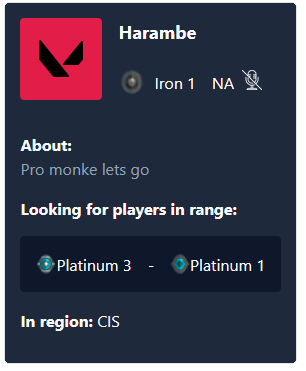 Harambe
Iron 1 NA
About:
Pro monke lets go
Looking for players in range:
Platinum 3 - Platinum 1
In region: CIS